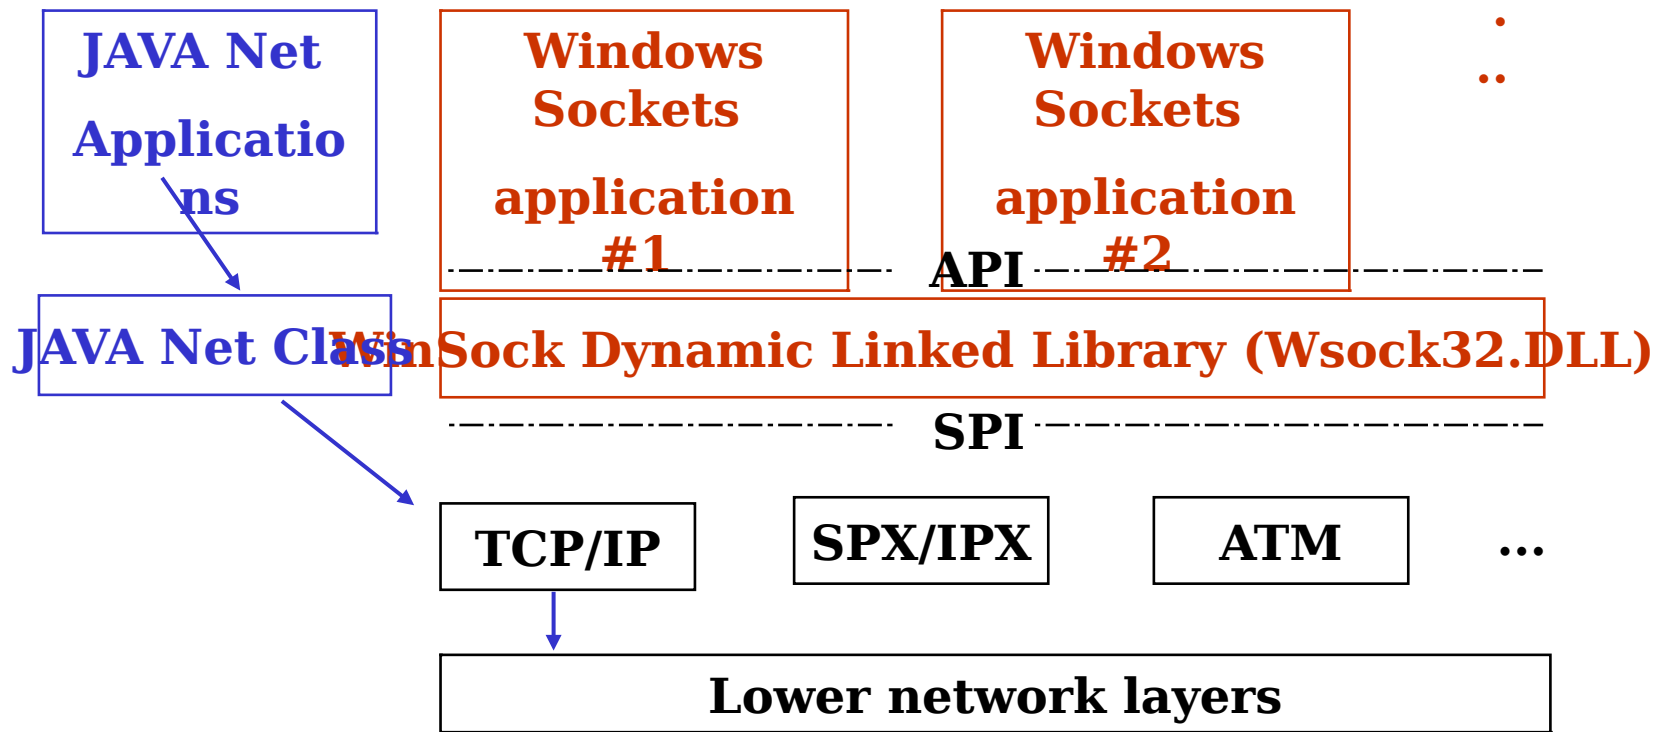 JAVA Net
Applicatio
ns
Windows
Sockets
application
#1
Windows
Sockets
application
#2
.
..
API
JAVA Net Class
WinSock Dynamic Linked Library (Wsock32.DLL)
SPI
TCP/IP
SPX/IPX
ATM
...
Lower network layers